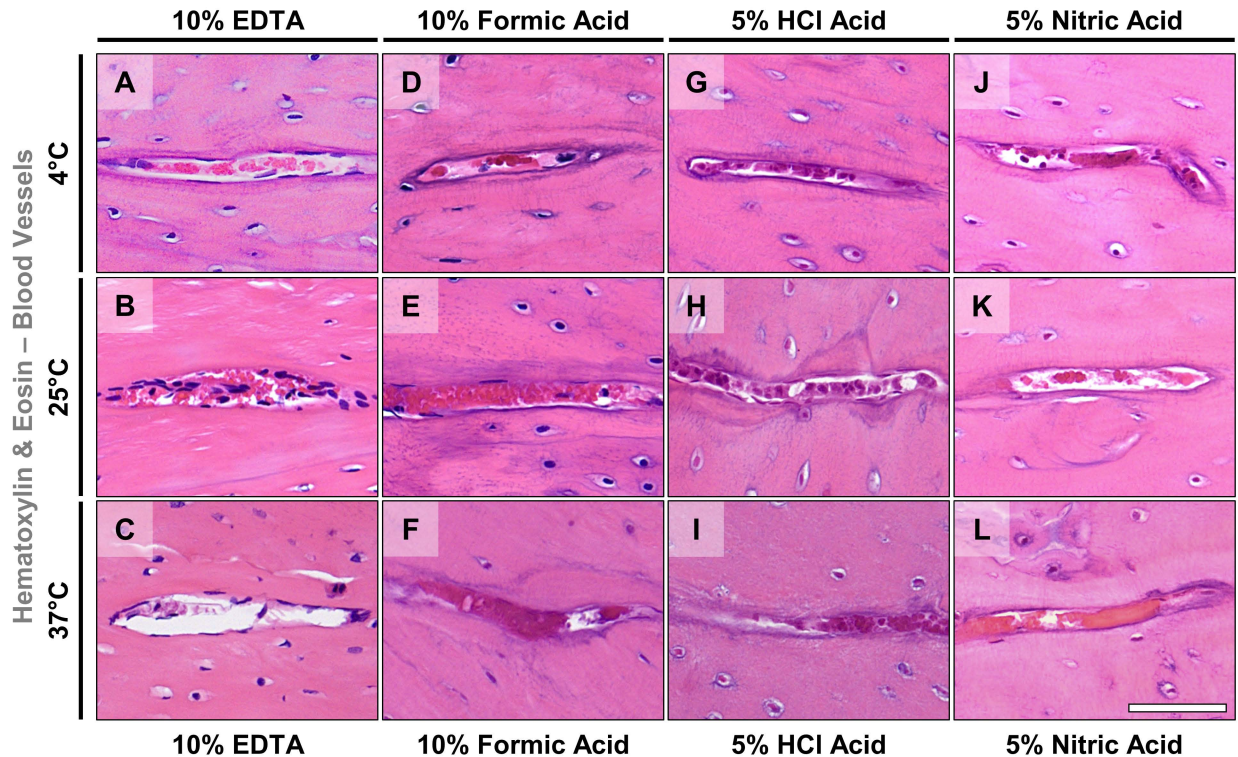 10% EDTA 10% Formic Acid 5% HCl Acid 5% Nitric Acid
Hematoxylin & Eosin – Blood Vessels
4°C
A D G J
25°C
B E H K
37°C
C F I L
10% EDTA 10% Formic Acid 5% HCl Acid 5% Nitric Acid